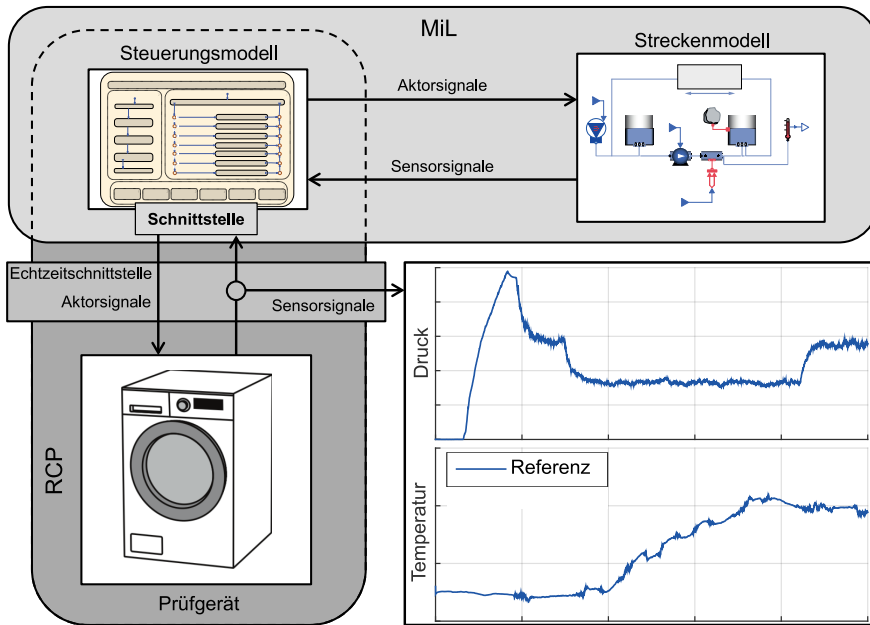 MiL
Steuerungsmodell
Streckenmodell
Aktorsignale
Sensorsignale
Schnittstelle
Echtzeitschnittstelle
Aktorsignale
Sensorsignale
Druck
RCP
Referenz
Temperatur
Prüfgerät